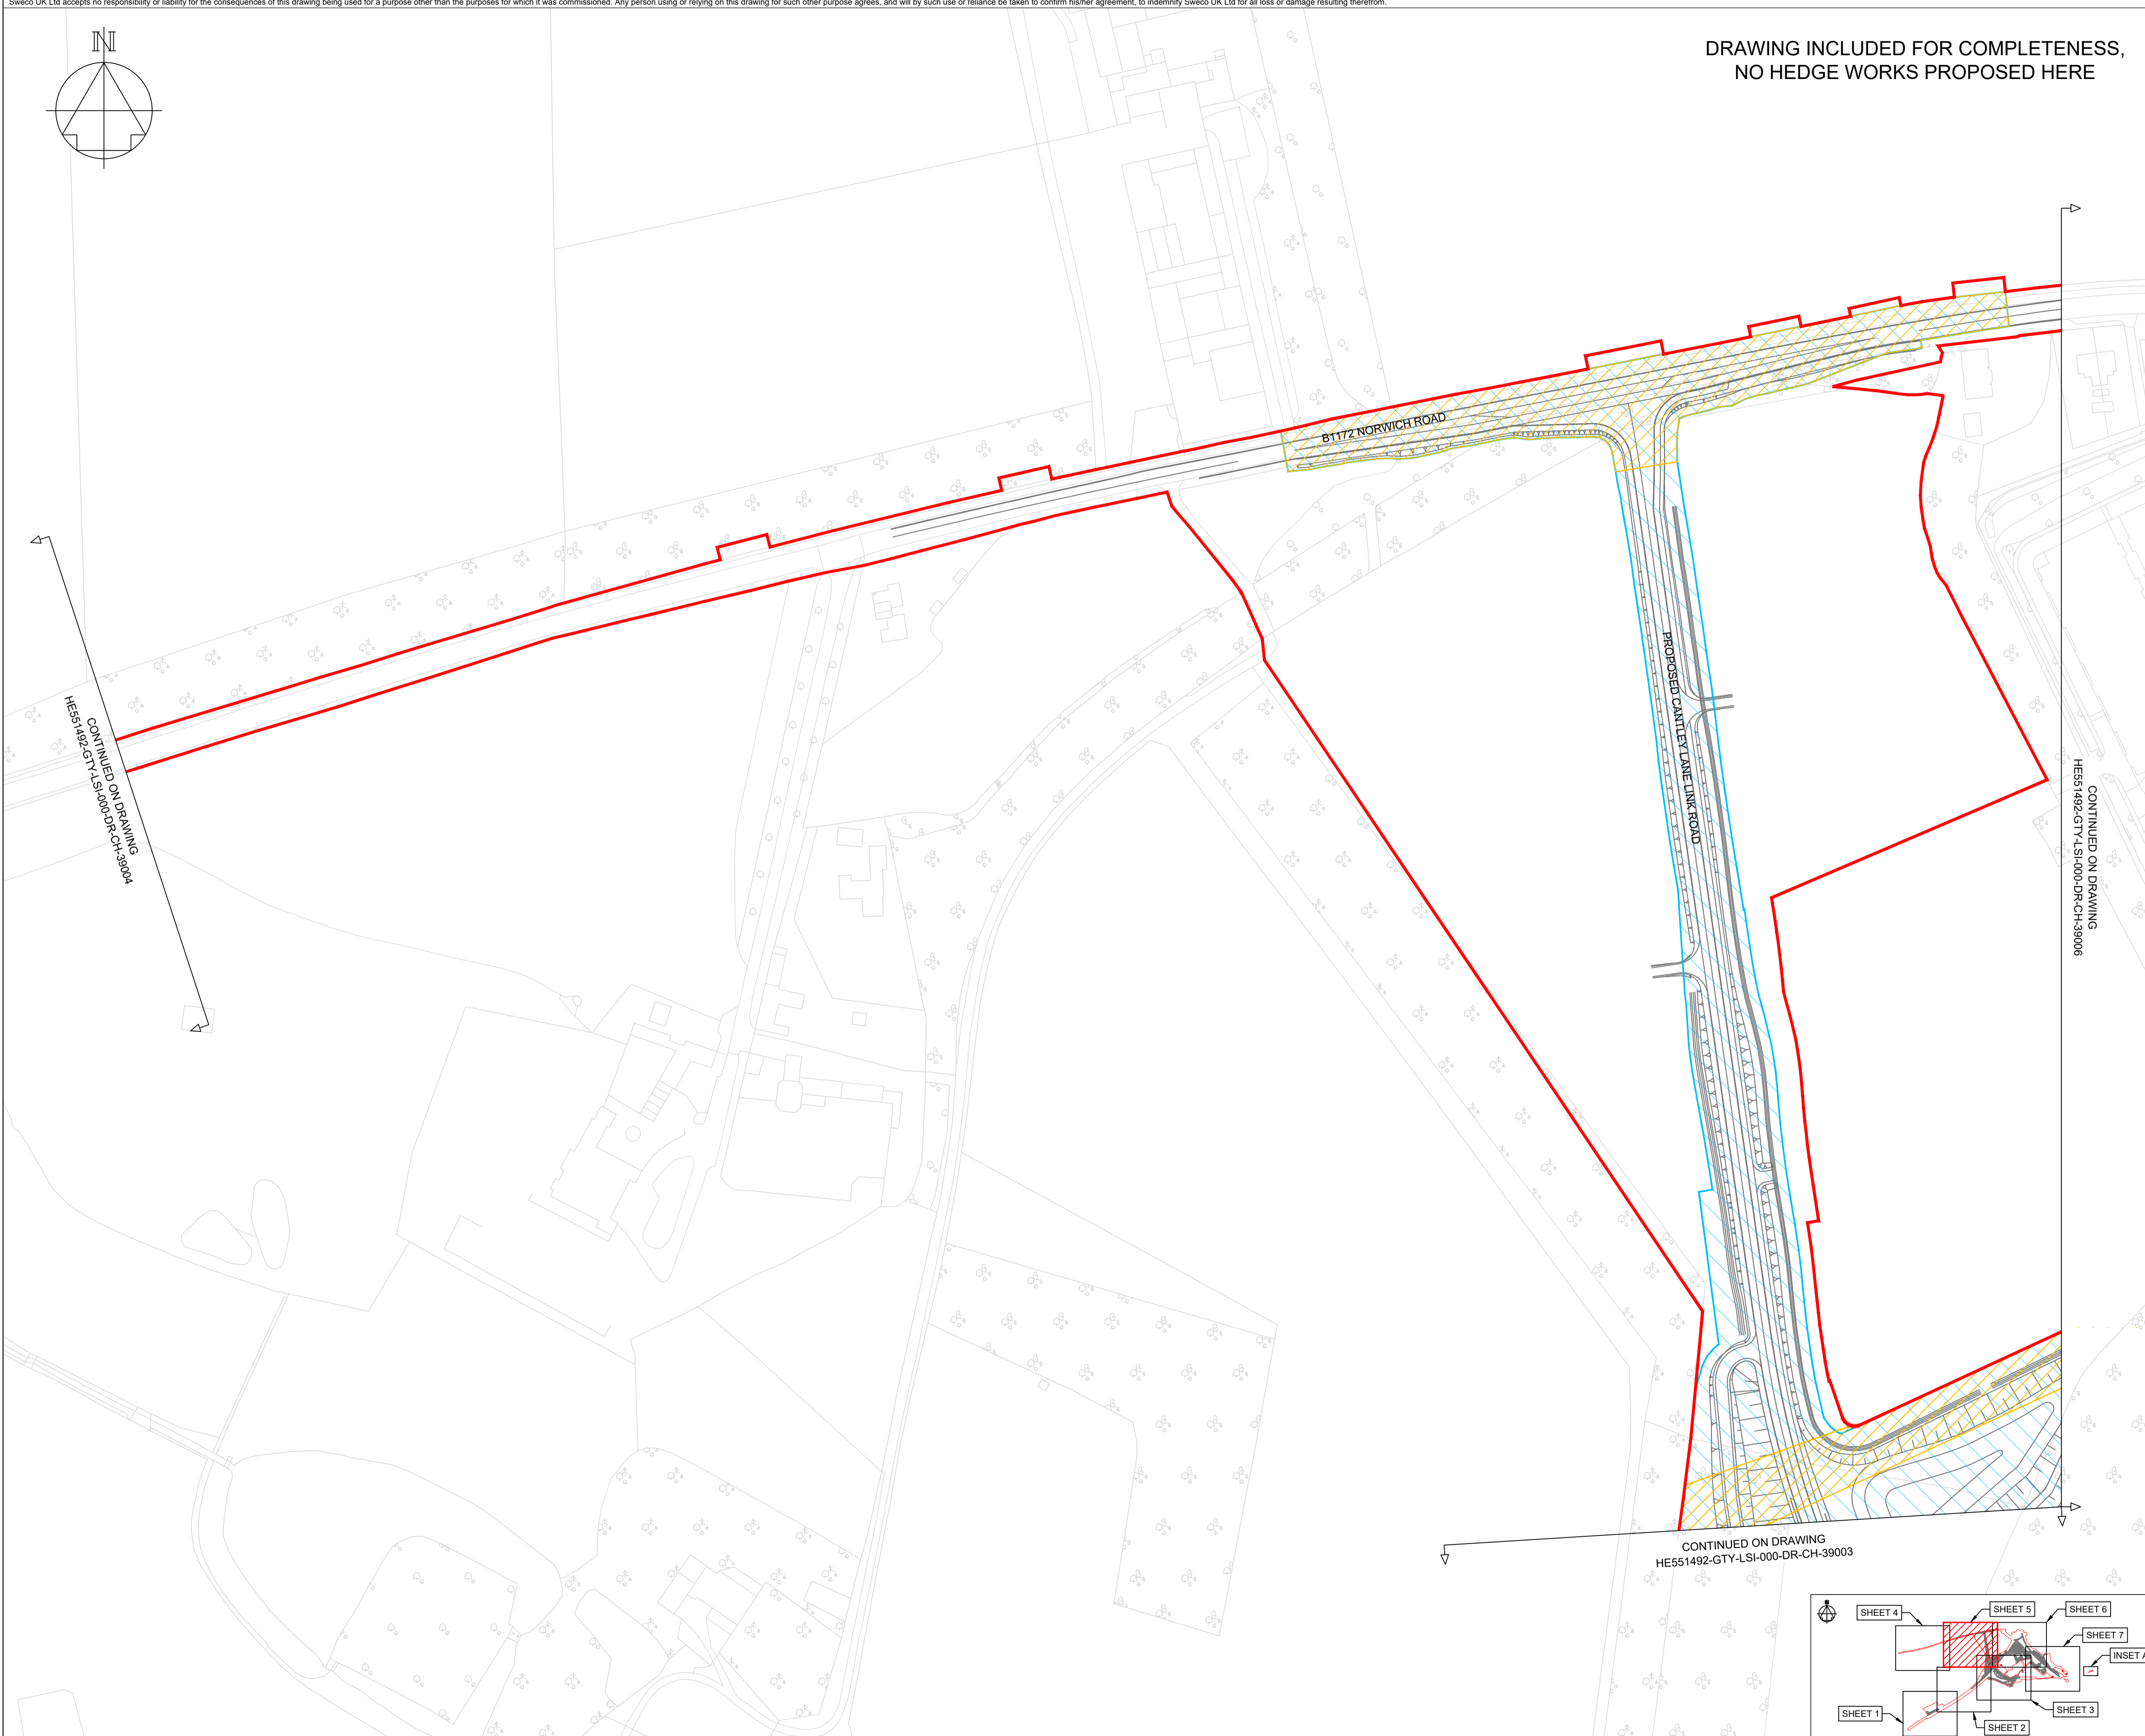 Sweco UK Ltd accepts no responsibility or liability for the consequences of this drawing being used for a purpose other than the purposes for which it was commissioned. Any person using or relying on this drawing for such other purpose agrees, and will by such use or reliance be taken to confirm his/her agreement, to indemnify Sweco UK Ltd for all loss or damage resulting therefrom.
N
DRAWING INCLUDED FOR COMPLETENESS,
NO HEDGE WORKS PROPOSED HERE
B1172 NORWICH ROAD
PROPOSED CANTLEY LANE LINK ROAD
CONTINUED ON DRAWING
HE551492-GTY-LSI-000-DR-CH-39004
CONTINUED ON DRAWING
HE551492-GTY-LSI-000-DR-CH-39006
CONTINUED ON DRAWING
HE551492-GTY-LSI-000-DR-CH-39003
SHEET 4
SHEET 5
SHEET 6
SHEET 7
INSET A
SHEET 1
SHEET 3
SHEET 2